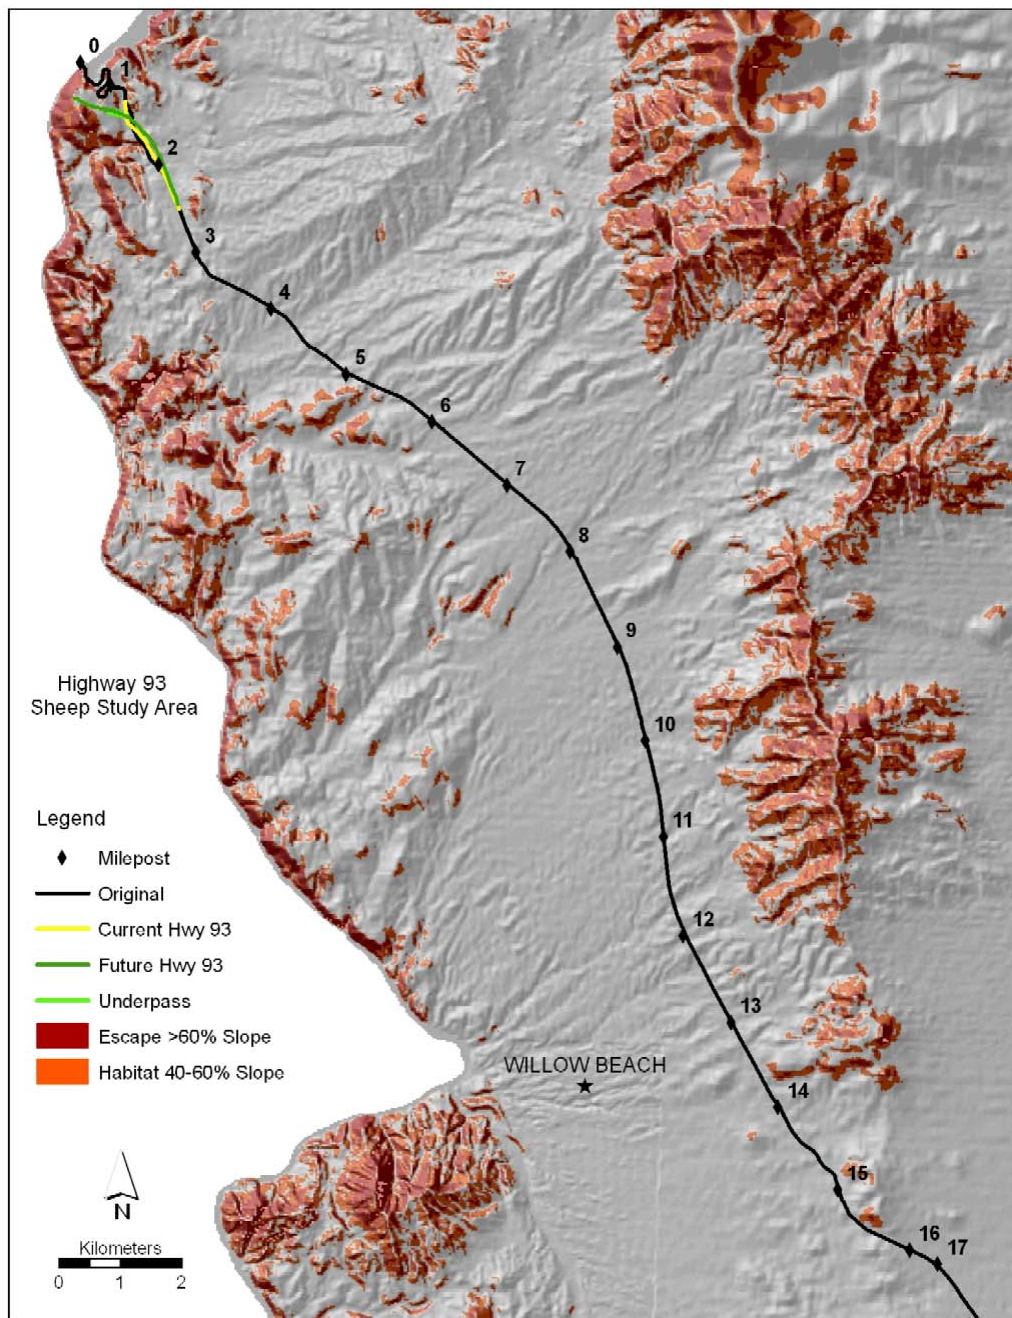 0
1
2
3
4
5
6
7
8
9
10
11
12
13
14
15
16
17
WILLOW BEACH
Highway 93
Sheep Study Area
Legend
Milepost
Original
Current Hwy 93
Future Hwy 93
Underpass
Escape >60% Slope
Habitat 40-60% Slope
N
Kilometers
0 1 2